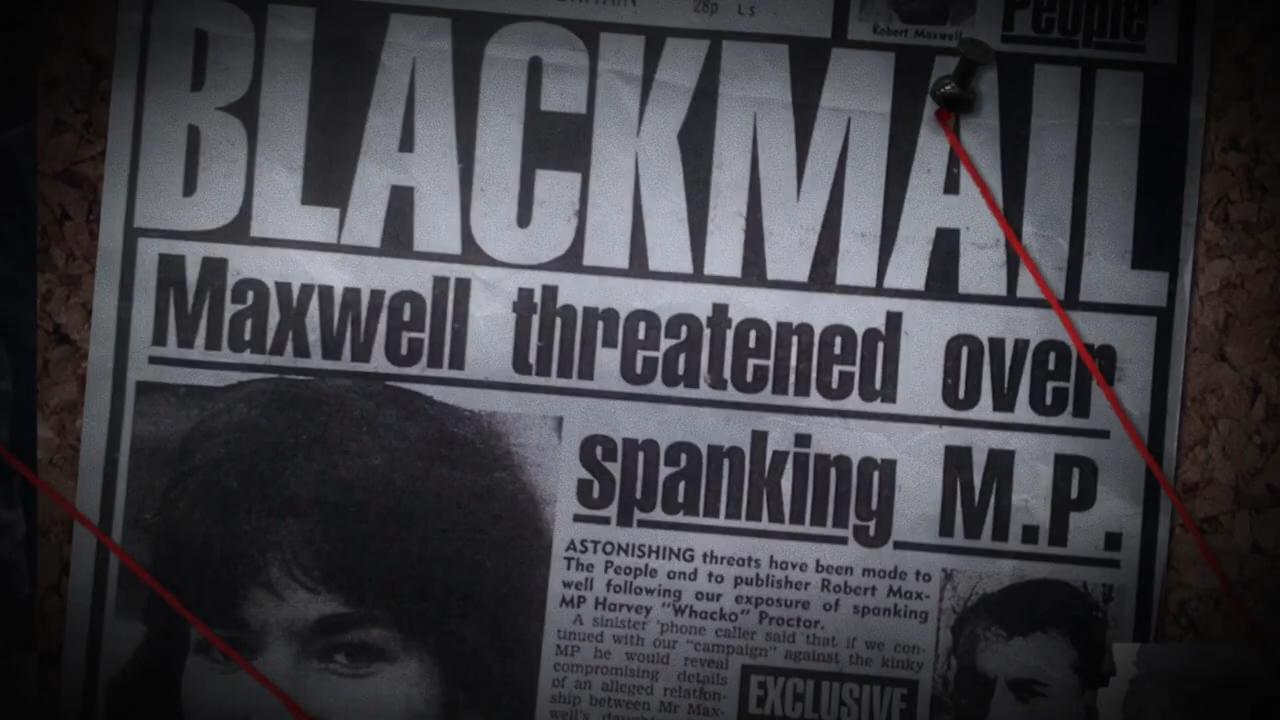 28p
Robert Maxwell
People
BLACKMAIL
Maxwell threatened over
spanking M.P.
ASTONISHING threats have been made to
The People and to publisher Robert Max-
well following our exposure of spanking
MP Harvey "Whacko" Proctor.
A sinister 'phone caller said that if we con-
tinued with our "campaign" against the kinky
MP he would reveal
compromising details
of an alleged relation-
ship between Mr Max-
well's
EXCLUSIVE